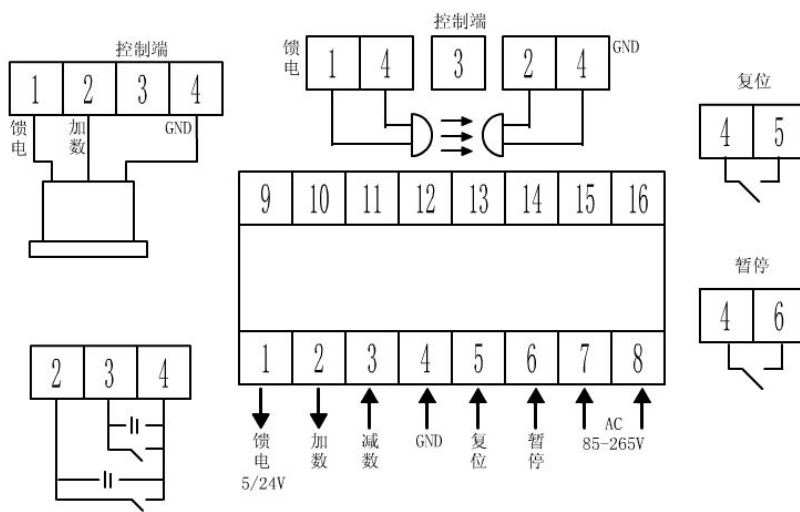 控制端
1 2 3 4
馈电 加数 GND
控制端
馈电 1 4 3 2 4 GND
复位
4 5
9 10 11 12 13 14 15 16
暂停
4 6
2 3 4
1 2 3 4 5 6 7 8
馈电 加数 减数 GND 复位 暂停 AC
5/24V 85-265V